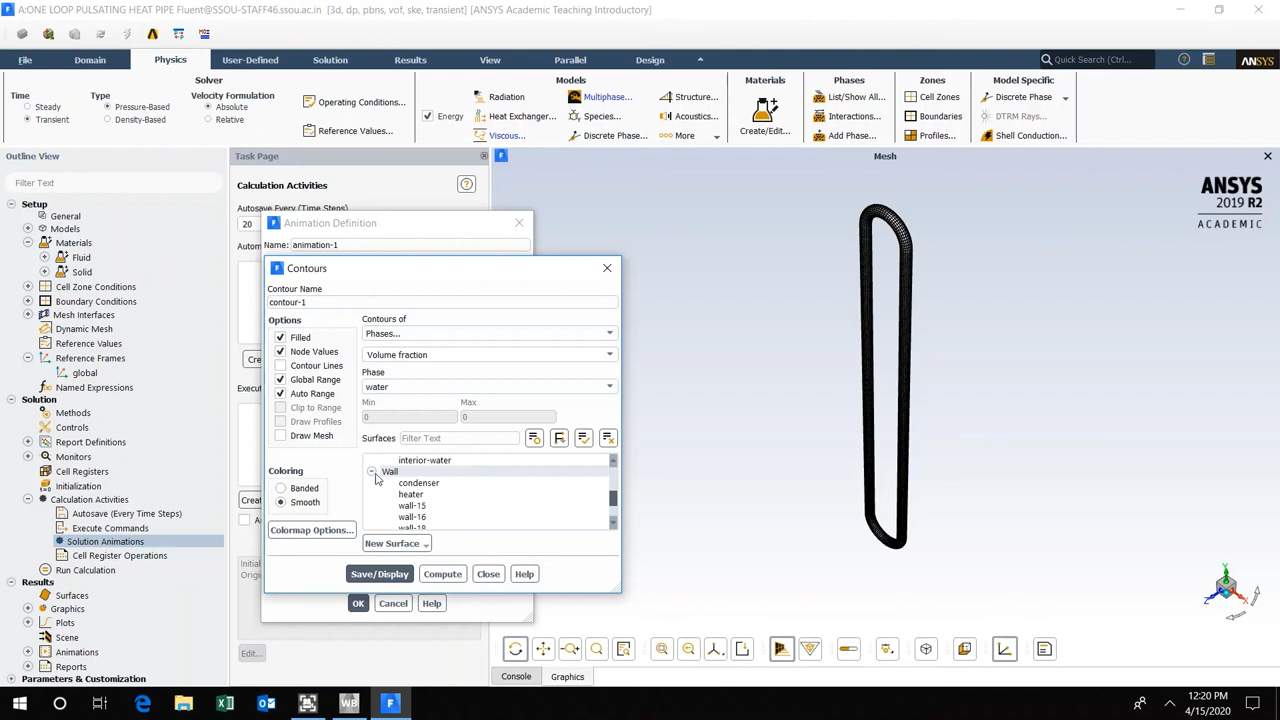 A:ONE LOOP PULSATING HEAT PIPE Fluent@SSOU-STAFF46.ssou.ac.in [3d, dp, pbns, vof, ske, transient] [ANSYS Academic Teaching Introductory]
File Domain Physics User-Defined Solution Results View Parallel Design Quick Search (Ctrl... ANSYS
Solver Models Materials Phases Zones Model Specific
Time Type Velocity Formulation
Steady Pressure-Based Absolute Operating Conditions... Radiation Multiphase... Structure... List/Show All... Cell Zones Discrete Phase
Transient Density-Based Relative Reference Values... Energy Heat Exchanger... Species... Acoustics... Create/Edit... Interactions... Boundaries DTRM Rays...
Viscous... Discrete Phase... More Add Phase... Profiles... Shell Conduction...
Outline View
Filter Text
Setup
General
Models
Materials
Fluid
Solid
Cell Zone Conditions
Boundary Conditions
Mesh Interfaces
Dynamic Mesh
Reference Values
Reference Frames
global
Named Expressions
Solution
Methods
Controls
Report Definitions
Monitors
Cell Registers
Initialization
Calculation Activities
Autosave (Every Time Steps)
Execute Commands
Solution Animations
Cell Register Operations
Run Calculation
Results
Surfaces
Graphics
Plots
Scene
Animations
Reports
Parameters & Customization
Task Page
Calculation Activities
Autosave Every (Time Steps)
20
Autom
Cre
Execut
Creat
A
Initial
Origin
Edit...
Animation Definition
Name: animation-1
Contours
Contour Name
contour-1
Options
Filled
Node Values
Contour Lines
Global Range
Auto Range
Clip to Range
Draw Profiles
Draw Mesh
Coloring
Banded
Smooth
Colormap Options...
Contours of
Phases...
Volume fraction
Phase
water
Min Max
0 0
Surfaces Filter Text
interior-water
Wall
condenser
heater
wall-15
wall-16
wall-18
New Surface
Save/Display Compute Close Help
OK Cancel Help
Mesh
ANSYS
2019 R2
ACADEMIC
Y
X
Z
Console Graphics
12:20 PM
4/15/2020